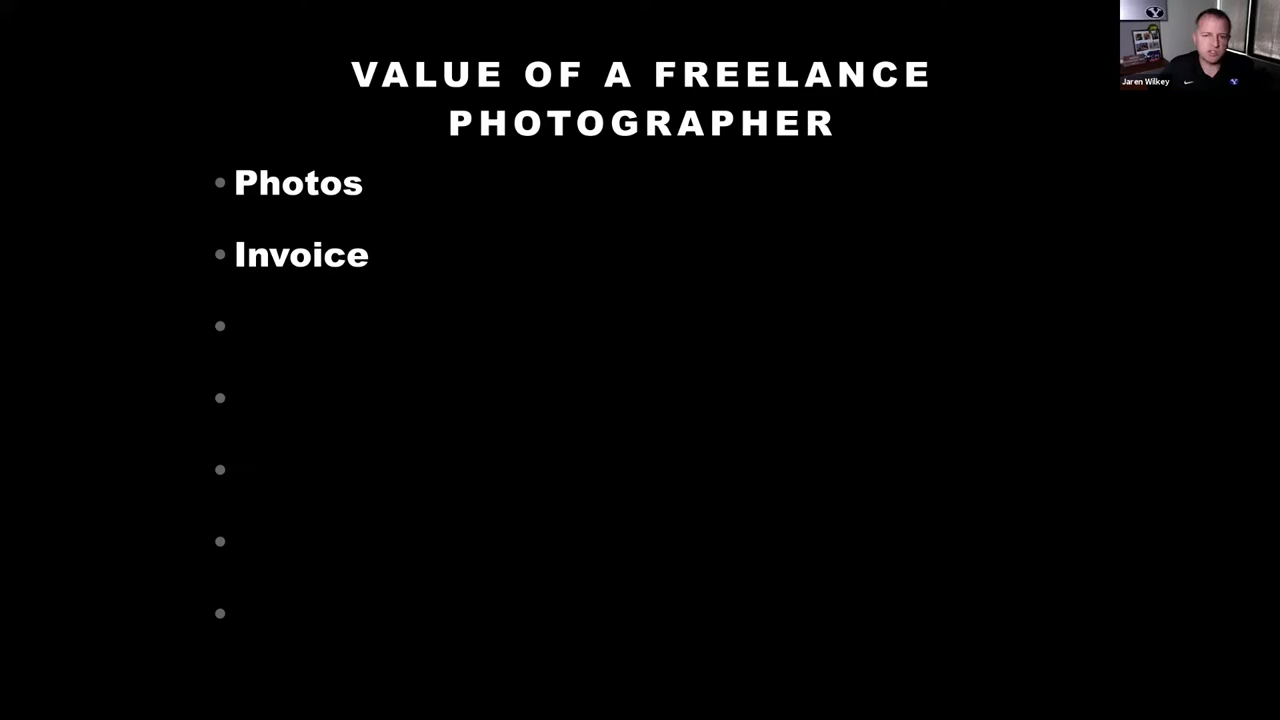 VALUE OF A FREELANCE
PHOTOGRAPHER
Photos
Invoice
Jaren Wilkey